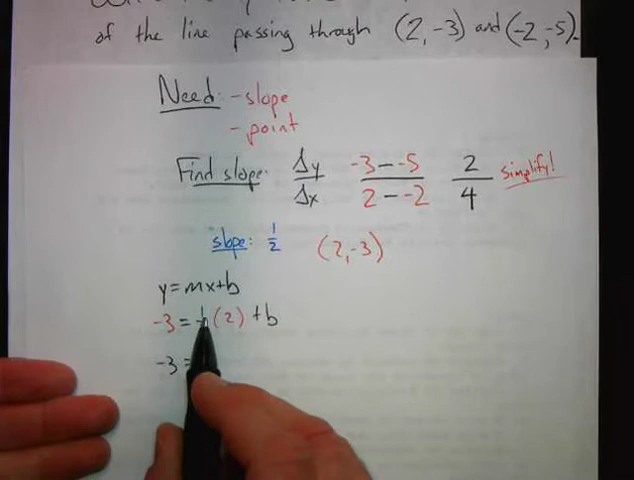 of the line passing through (2,-3) and (-2,-5).
Need: - slope
- point
Find slope: Δy/Δx -3--5/2--2 2/4 simplify!
slope: 1/2 (2,-3)
y=mx+b
-3= (2) +b
-3=